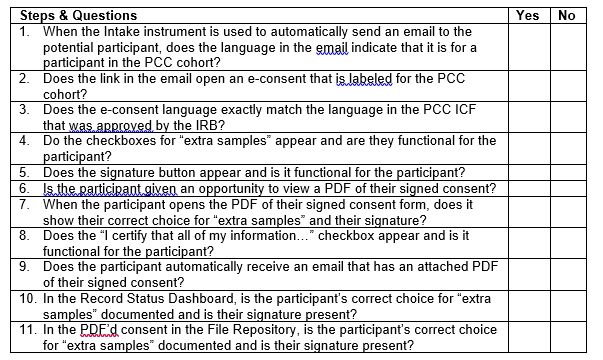 Steps & Questions Yes No
1. When the Intake instrument is used to automatically send an email to the
potential participant, does the language in the email indicate that it is for a
participant in the PCC cohort?
2. Does the link in the email open an e-consent that is labeled for the PCC
cohort?
3. Does the e-consent language exactly match the language in the PCC ICF
that was approved by the IRB?
4. Do the checkboxes for “extra samples” appear and are they functional for the
participant?
5. Does the signature button appear and is it functional for the participant?
6. Is the participant given an opportunity to view a PDF of their signed consent?
7. When the participant opens the PDF of their signed consent form, does it
show their correct choice for “extra samples” and their signature?
8. Does the “I certify that all of my information…” checkbox appear and is it
functional for the participant?
9. Does the participant automatically receive an email that has an attached PDF
of their signed consent?
10. In the Record Status Dashboard, is the participant’s correct choice for “extra
samples” documented and is their signature present?
11. In the PDF’d consent in the File Repository, is the participant’s correct choice
for “extra samples” documented and is their signature present?